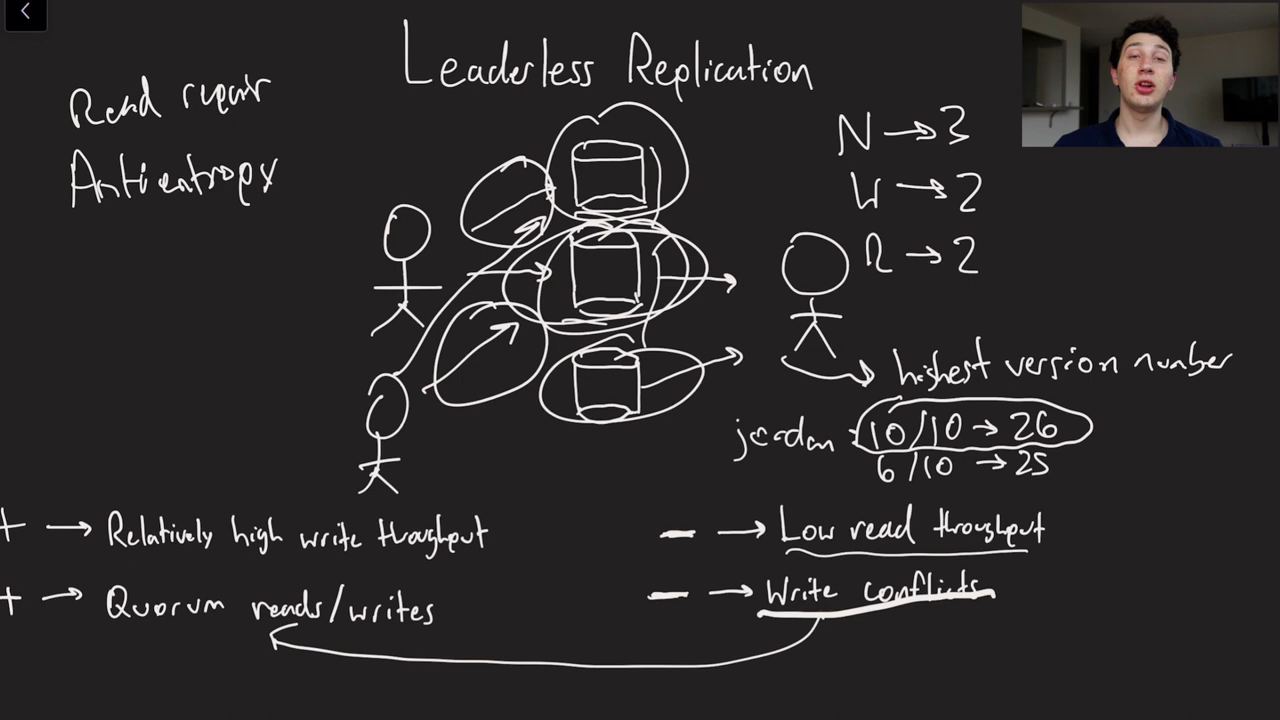 Leaderless Replication
Read repair
Antientropy
N → 3
W → 2
R → 2
highest version number
jordan : 10/10 → 26
6/10 → 25
+ → Relatively high write throughput
+ → Quorum reads/writes
− → Low read throughput
− → Write conflicts